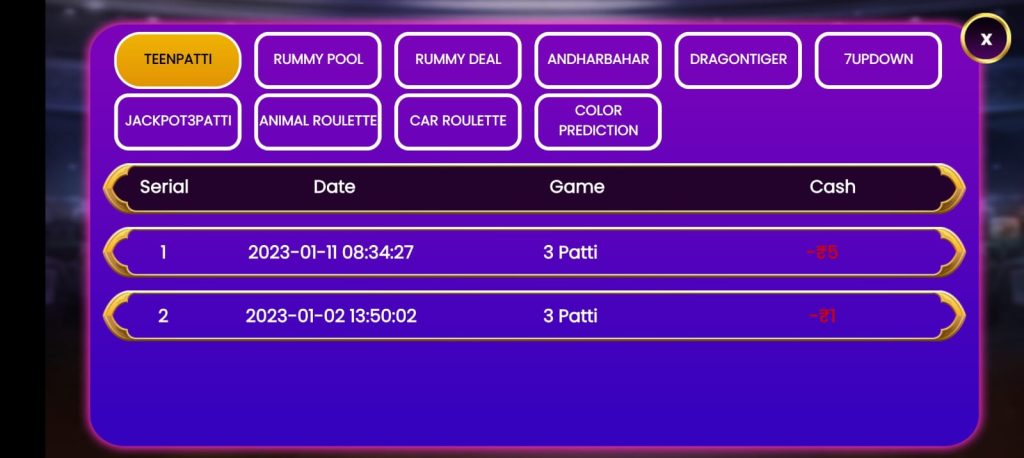 TEENPATTI RUMMY POOL RUMMY DEAL ANDHARBAHAR DRAGONTIGER 7UPDOWN x
JACKPOT3PATTI ANIMAL ROULETTE CAR ROULETTE COLOR
PREDICTION
Serial Date Game Cash
1 2023-01-11 08:34:27 3 Patti -₹5
2 2023-01-02 13:50:02 3 Patti -₹1